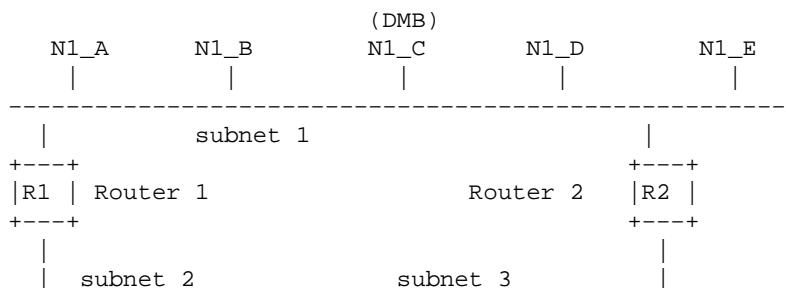 (DMB)
N1_A N1_B N1_C N1_D N1_E
subnet 1
R1 Router 1 Router 2 R2
subnet 2 subnet 3